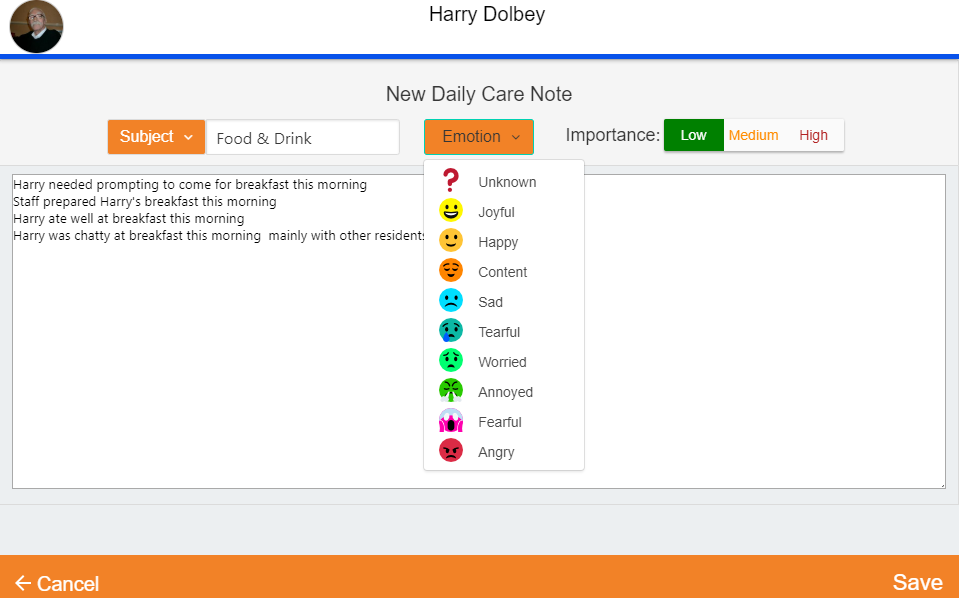 Harry Dolbey
New Daily Care Note
Subject Food & Drink Emotion Importance: Low Medium High
Harry needed prompting to come for breakfast this morning
Staff prepared Harry's breakfast this morning
Harry ate well at breakfast this morning
Harry was chatty at breakfast this morning mainly with other residents
Unknown
Joyful
Happy
Content
Sad
Tearful
Worried
Annoyed
Fearful
Angry
Cancel Save